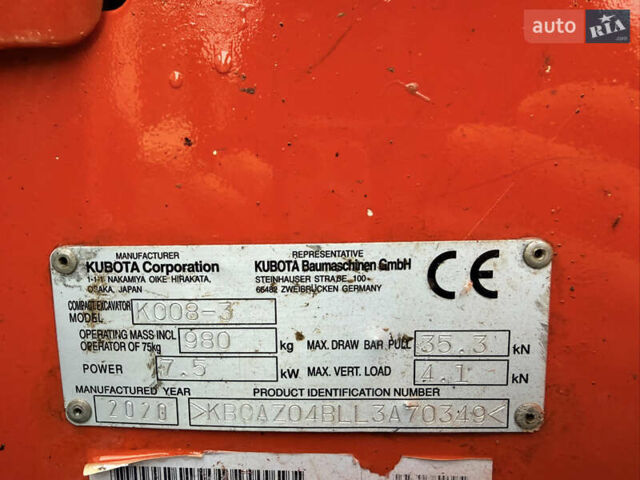 auto RIA .com
MANUFACTURER
KUBOTA Corporation
1-1-1 NAKAMIYA OIKE HIRAKATA,
OSAKA, JAPAN
REPRESENTATIVE
KUBOTA Baumaschinen GmbH
STEINHAUSER STRAßE 100
66482 ZWEIBRÜCKEN GERMANY
CE
COMPACT EXCAVATOR
MODEL K008-3
OPERATING MASS INCL
OPERATOR OF 75kg 980 kg
MAX. DRAW BAR PULL 35.3 kN
POWER 7.5 kW
MAX. VERT. LOAD 4.1 kN
MANUFACTURED YEAR
2020
PRODUCT IDENTIFICATION NUMBER
>KBCAZ04BLL3A70349<